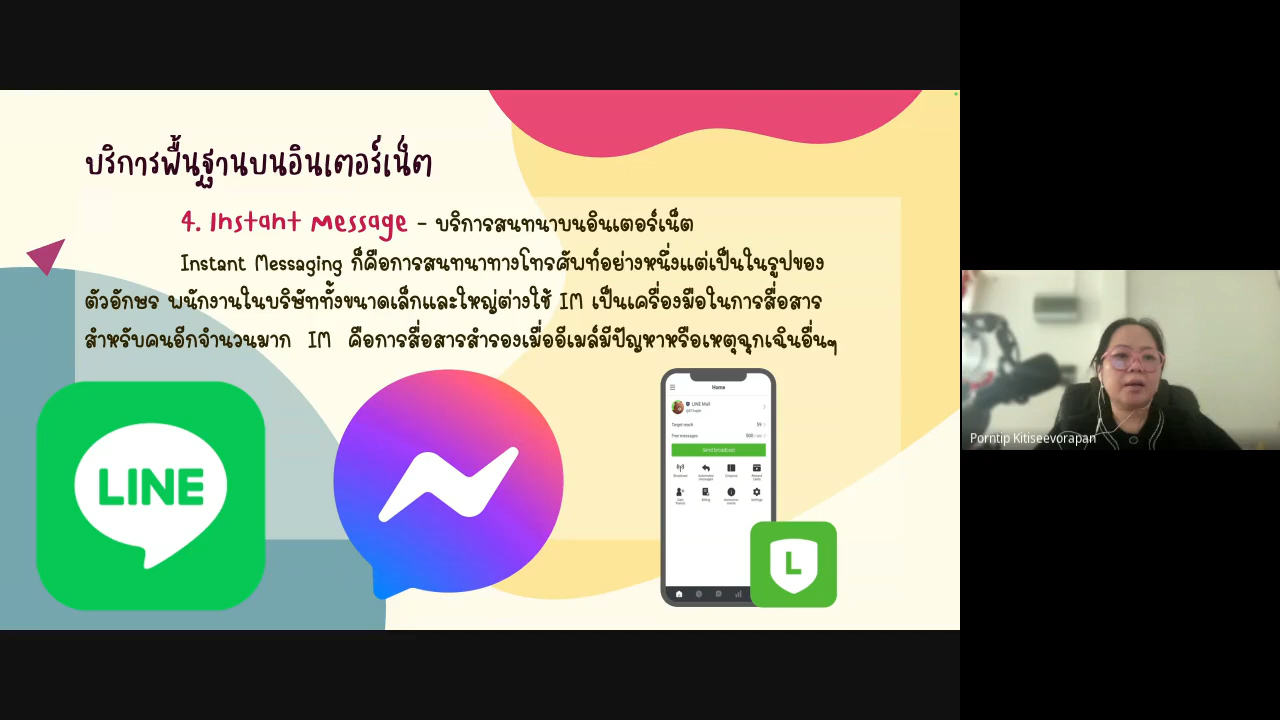 บริการพื้นฐานบนอินเตอร์เน็ต
4. Instant Message - บริการสนทนาบนอินเตอร์เน็ต
Instant Messaging ก็คือการสนทนาทางโทรศัพท์อย่างหนึ่งแต่เป็นในรูปของ
ตัวอักษร พนักงานในบริษัททั้งขนาดเล็กและใหญ่ต่างใช้ IM เป็นเครื่องมือในการสื่อสาร
สำหรับคนอีกจำนวนมาก IM คือการสื่อสารสำรองเมื่ออีเมล์มีปัญหาหรือเหตุฉุกเฉินอื่นๆ
LINE
Home
LINE Mall
Target reach 59
Free messages 500
Send broadcast
L
Porntip Kitiseevorapan